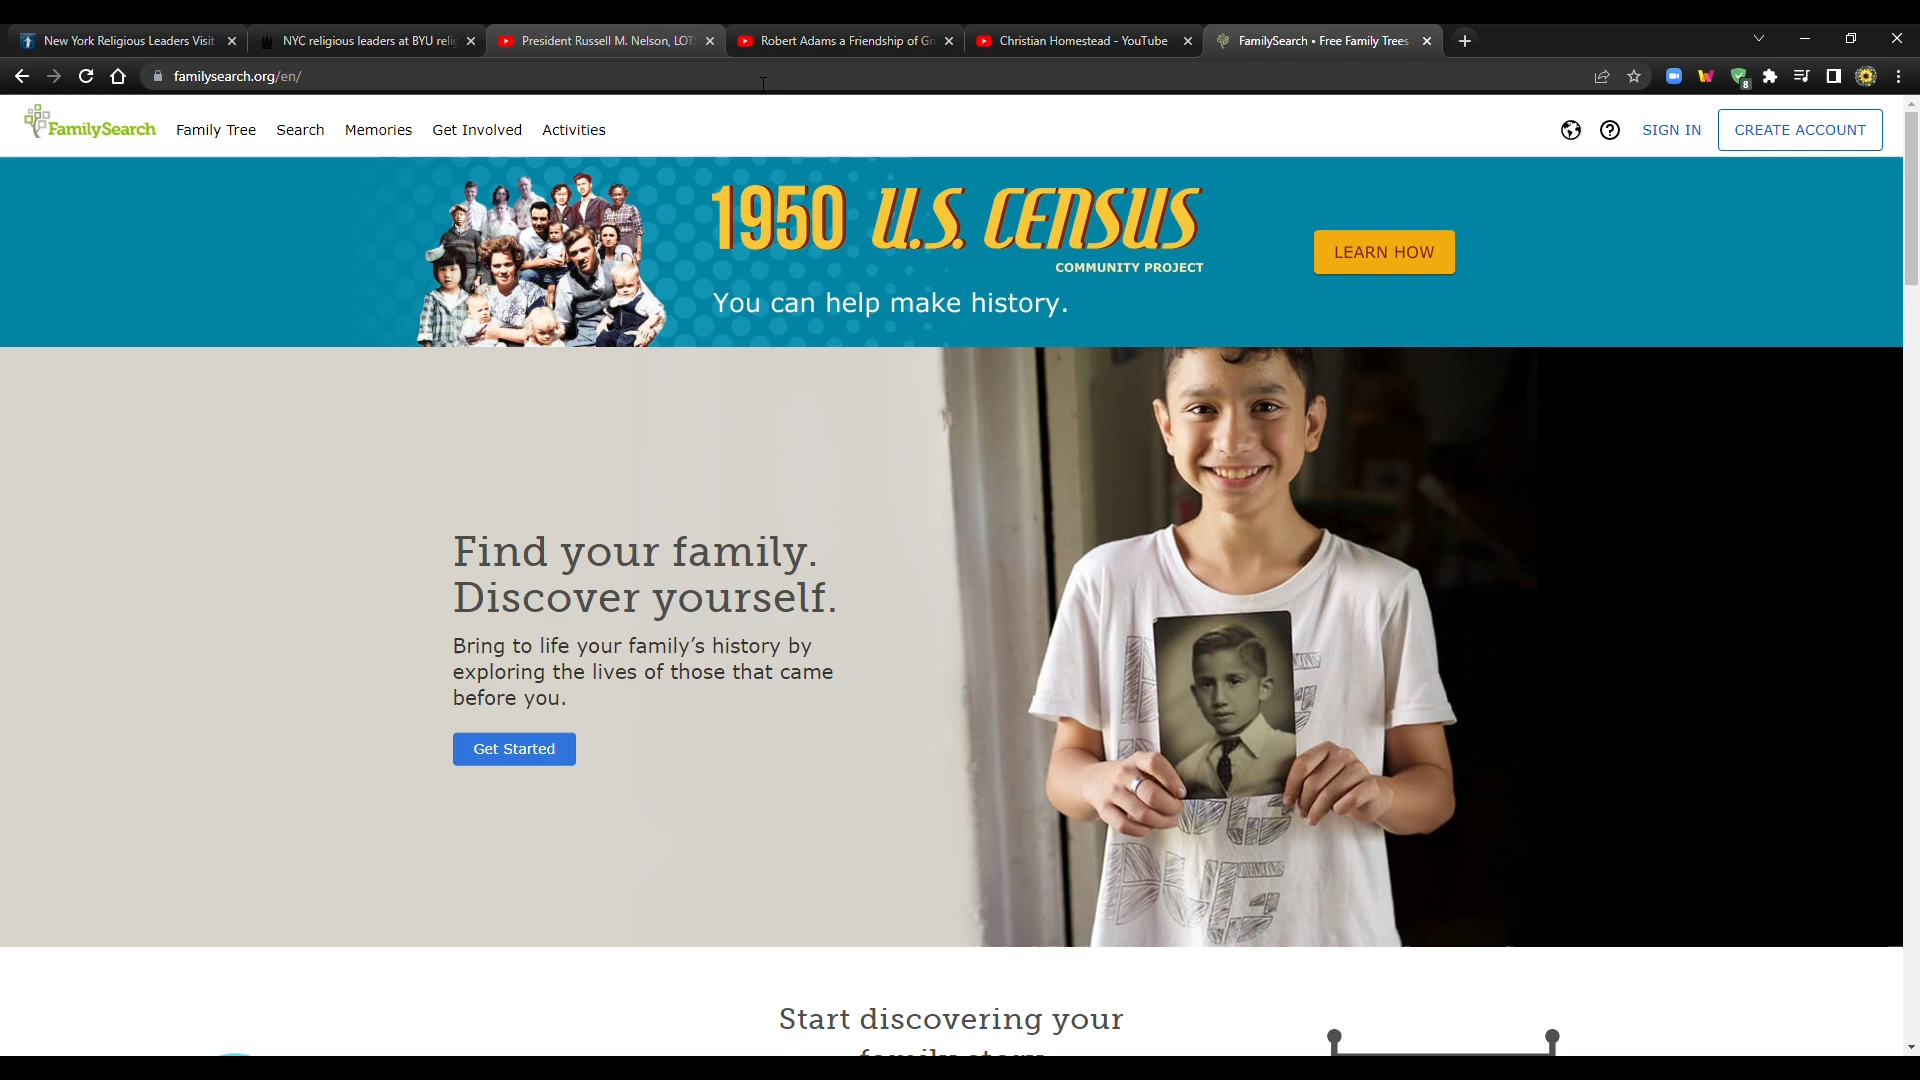 New York Religious Leaders Visit
NYC religious leaders at BYU relig
President Russell M. Nelson, LOT
Robert Adams a Friendship of Gr
Christian Homestead - YouTube
FamilySearch • Free Family Trees
familysearch.org/en/
8
FamilySearch
Family Tree
Search
Memories
Get Involved
Activities
SIGN IN
CREATE ACCOUNT
1950 U.S. CENSUS
COMMUNITY PROJECT
You can help make history.
LEARN HOW
Find your family.
Discover yourself.
Bring to life your family’s history by
exploring the lives of those that came
before you.
Get Started
Start discovering your
family story